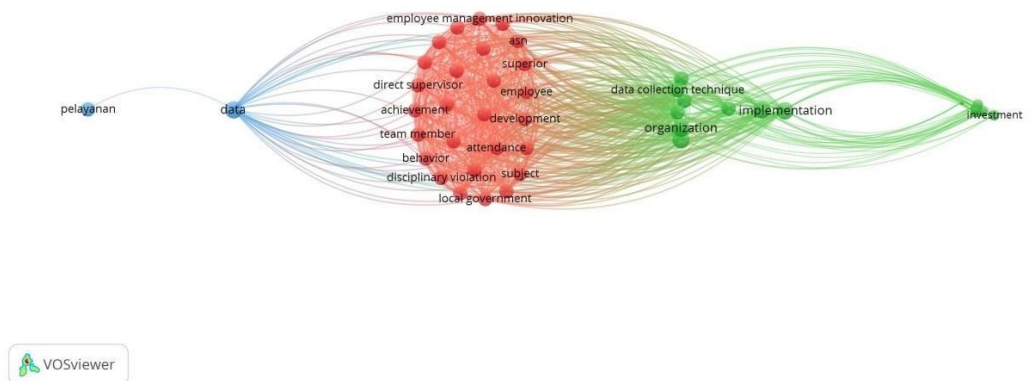 employee management innovation
asn
superior
direct supervisor
employee
data collection technique
pelayanan
data
achievement
development
implementation
investment
team member
organization
attendance
behavior
disciplinary violation
subject
local government
VOSviewer